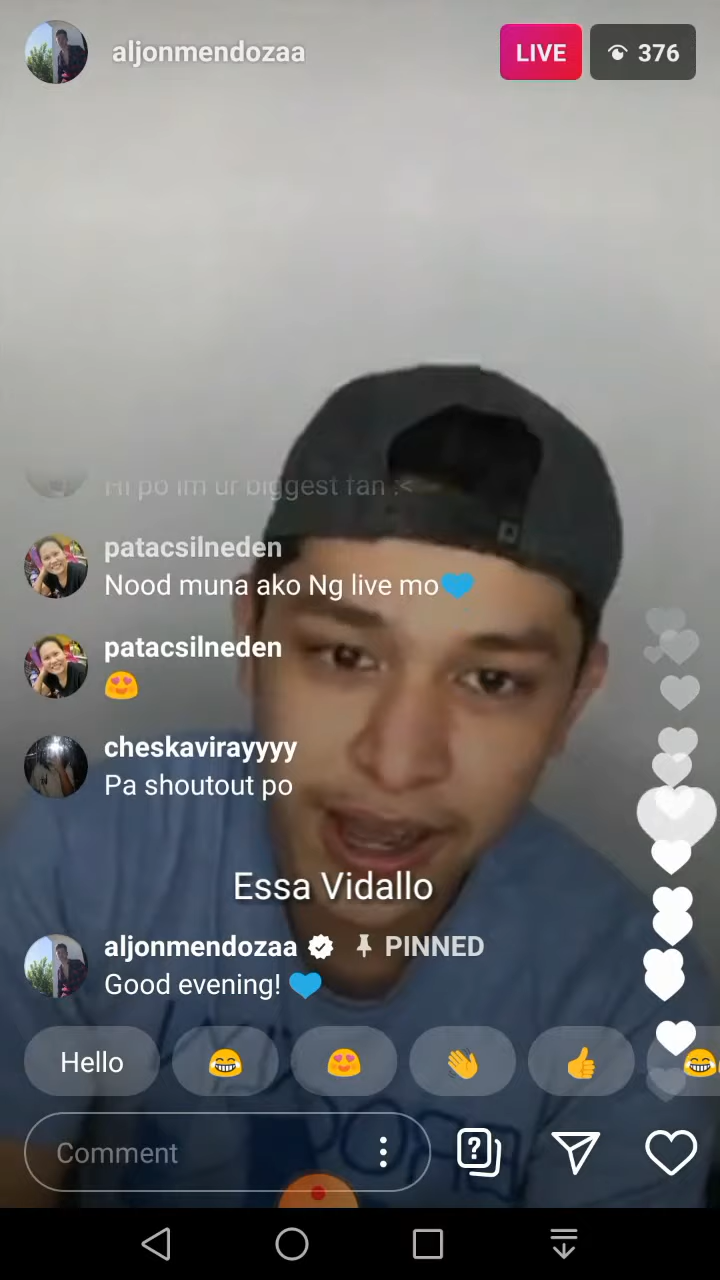 aljonmendozaa
LIVE
376
Hi po im ur biggest fan :<
patacsilneden
Nood muna ako Ng live mo💙
patacsilneden
😍
cheskavirayyyy
Pa shoutout po
Essa Vidallo
aljonmendozaa PINNED
Good evening! 💙
Hello 😂 😍 👏 👍 😂
Comment